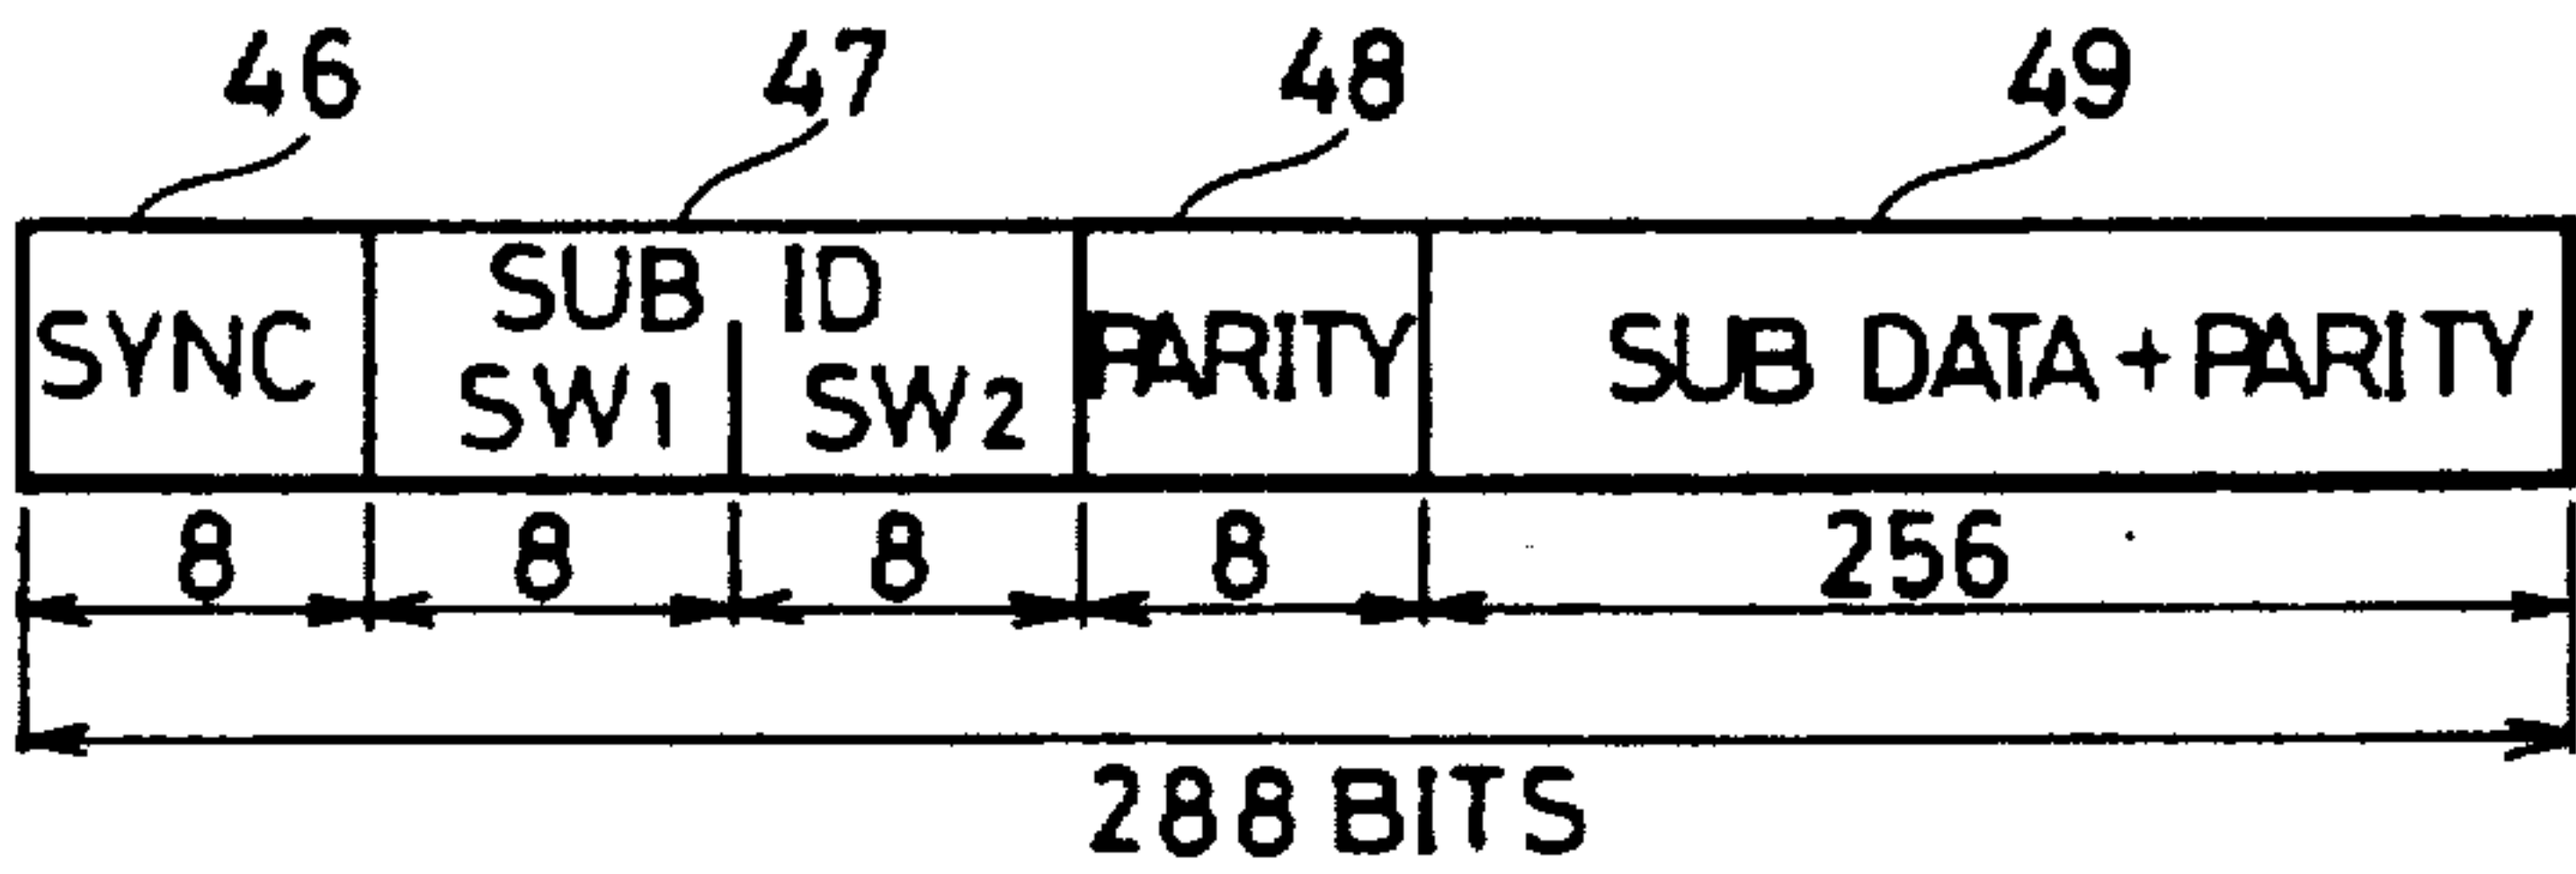 46 47 48 49
SYNC SUB ID SW1 SW2 PARITY SUB DATA + PARITY
8 8 8 8 256
288 BITS